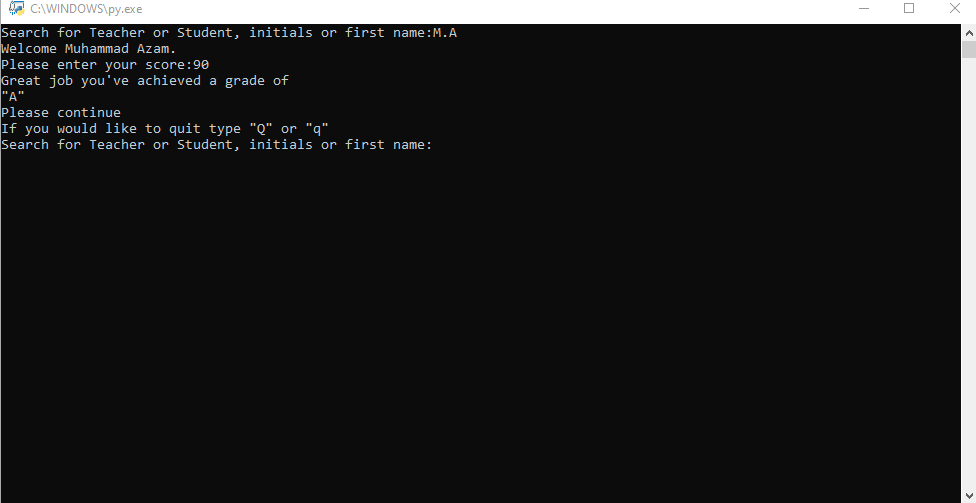 C:\WINDOWS\py.exe
Search for Teacher or Student, initials or first name:M.A
Welcome Muhammad Azam.
Please enter your score:90
Great job you've achieved a grade of
"A"
Please continue
If you would like to quit type "Q" or "q"
Search for Teacher or Student, initials or first name: